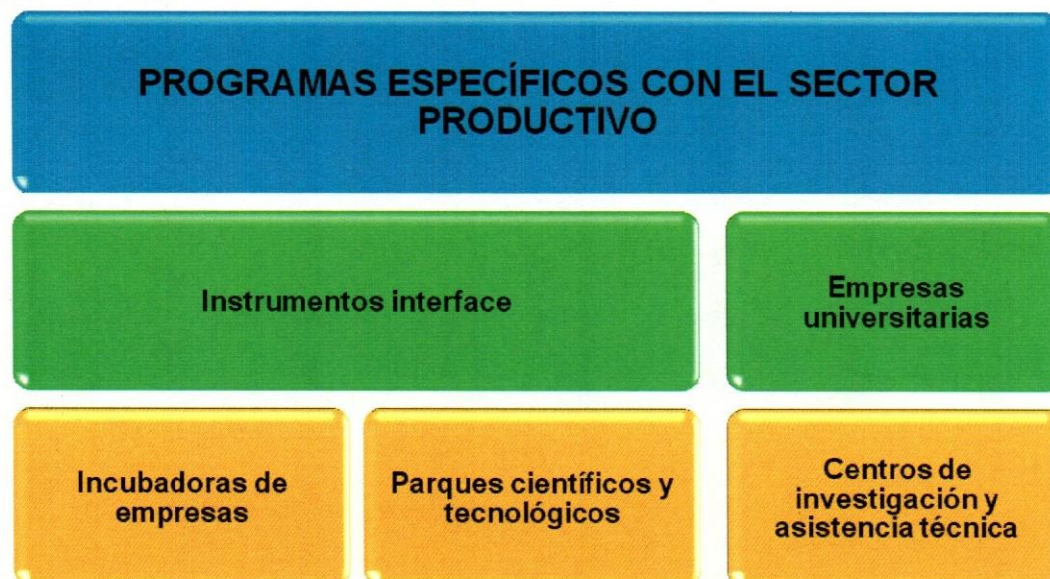 PROGRAMAS ESPECÍFICOS CON EL SECTOR
PRODUCTIVO
Instrumentos interface
Empresas
universitarias
Incubadoras de
empresas
Parques científicos y
tecnológicos
Centros de
investigación y
asistencia técnica